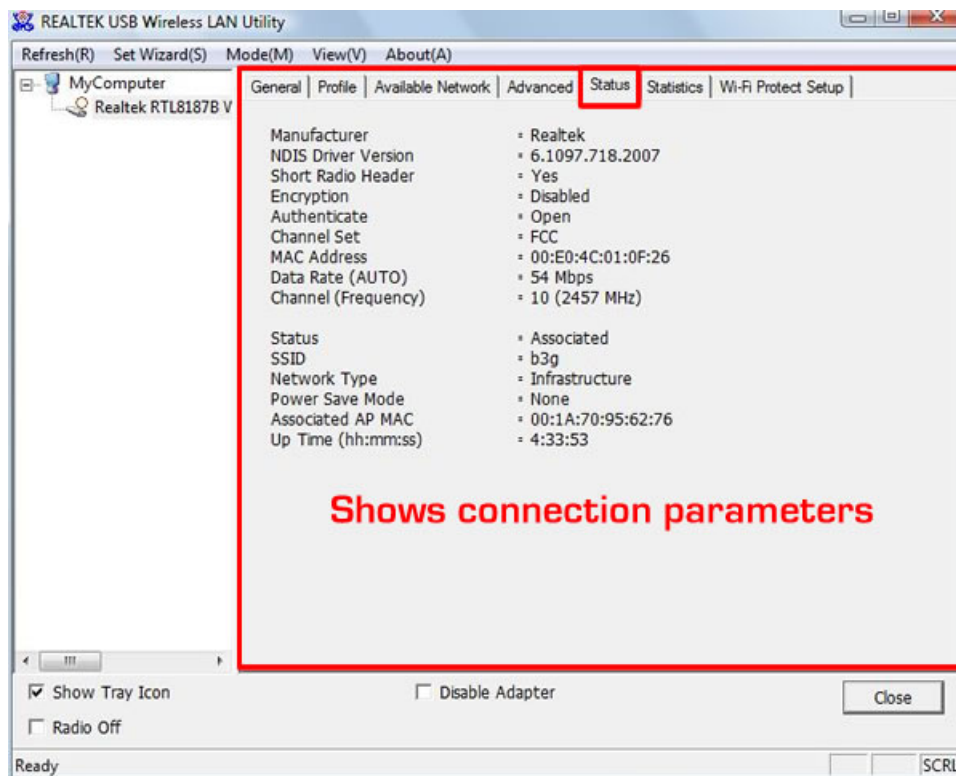 REALTEK USB Wireless LAN Utility
Refresh(R) Set Wizard(S) Mode(M) View(V) About(A)
MyComputer
Realtek RTL8187B
General Profile Available Network Advanced Status Statistics Wi-Fi Protect Setup
Manufacturer = Realtek
NDIS Driver Version = 6.1097.718.2007
Short Radio Header = Yes
Encryption = Disabled
Authenticate = Open
Channel Set = FCC
MAC Address = 00:E0:4C:01:0F:26
Data Rate (AUTO) = 54 Mbps
Channel (Frequency) = 10 (2457 MHz)
Status = Associated
SSID = b3g
Network Type = Infrastructure
Power Save Mode = None
Associated AP MAC = 00:1A:70:95:62:76
Up Time (hh:mm:ss) = 4:33:53
Shows connection parameters
Show Tray Icon Disable Adapter Close
Radio Off
Ready SCRL